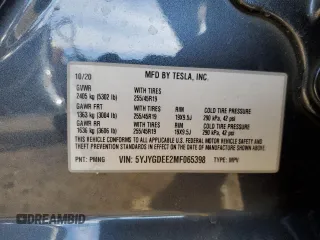 10/20 MFD BY TESLA, INC.
GVWR WITH TIRES
2405 kg (5302 lb) 255/45R19
GAWR FRT WITH TIRES RIM COLD TIRE PRESSURE
1363 kg (3004 lb) 255/45R19 19X9.5J 290 kPa, 42 psi
GAWR RR WITH TIRES RIM COLD TIRE PRESSURE
1636 kg (3606 lb) 255/45R19 19X9.5J 290 kPa, 42 psi
THIS VEHICLE CONFORMS TO ALL APPLICABLE U.S. FEDERAL MOTOR VEHICLE
SAFETY AND THEFT PREVENTION STANDARDS IN EFFECT ON THE DATE OF
MANUFACTURE SHOWN ABOVE.
PNT: PMNG VIN: 5YJYGDEE2MF065398 TYPE: MPV
EPICBID
© DREAMBID